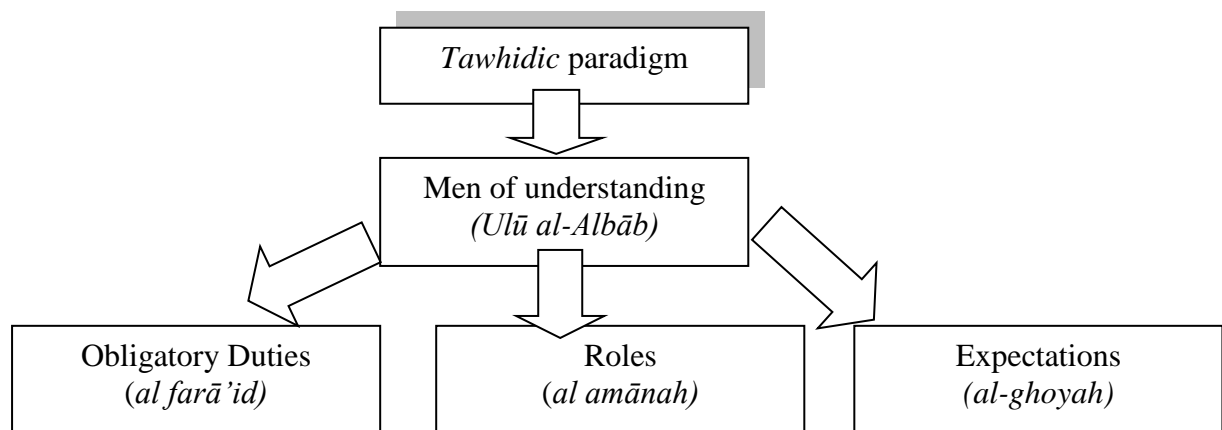 Tawhidic paradigm
Men of understanding
(Ulū al-Albāb)
Obligatory Duties
(al farā’id)
Roles
(al amānah)
Expectations
(al-ghoyah)